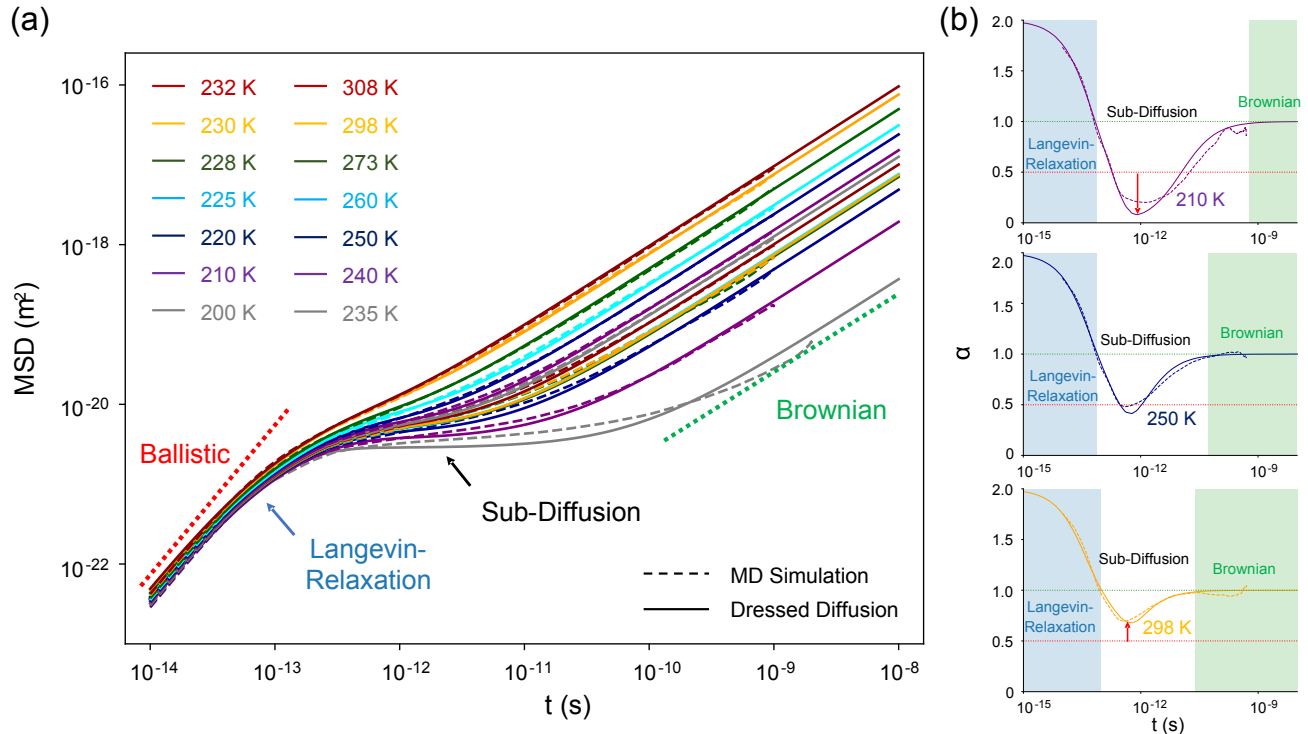 (a)
10⁻¹⁶
10⁻¹⁸
10⁻²⁰
10⁻²²
MSD (m²)
232 K 308 K
230 K 298 K
228 K 273 K
225 K 260 K
220 K 250 K
210 K 240 K
200 K 235 K
Ballistic
Langevin-
Relaxation
Sub-Diffusion
Brownian
MD Simulation
Dressed Diffusion
10⁻¹⁴ 10⁻¹³ 10⁻¹² 10⁻¹¹ 10⁻¹⁰ 10⁻⁹ 10⁻⁸
t (s)
(b)
2.0
1.5
1.0
0.5
0
Langevin-
Relaxation
Sub-Diffusion
Brownian
210 K
10⁻¹⁵ 10⁻¹² 10⁻⁹
α
2.0
1.5
1.0
0.5
0
Langevin-
Relaxation
Sub-Diffusion
Brownian
250 K
10⁻¹⁵ 10⁻¹² 10⁻⁹
2.0
1.5
1.0
0.5
0
Langevin-
Relaxation
Sub-Diffusion
Brownian
298 K
10⁻¹⁵ 10⁻¹² 10⁻⁹
t (s)